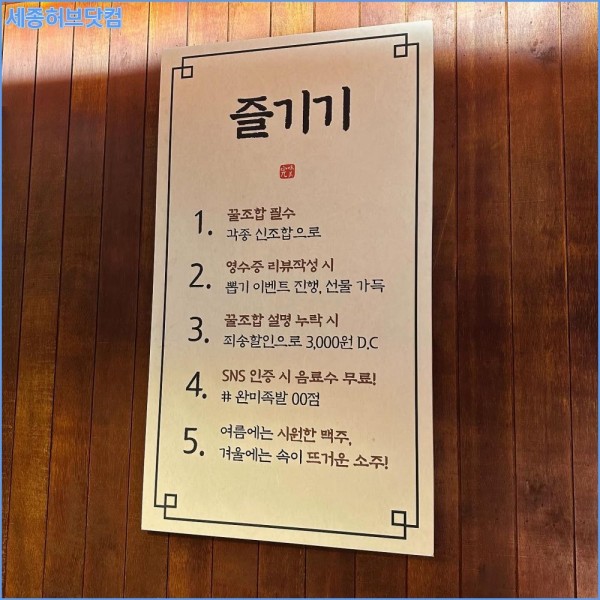 세종허브닷컴
즐기기
1. 꿀조합 필수
각종 신조합으로
2. 영수증 리뷰작성 시
뽑기 이벤트 진행, 선물 가득
3. 꿀조합 설명 누락 시
죄송할인으로 3,000원 D.C
4. SNS 인증 시 음료수 무료!
# 완미족발 00점
5. 여름에는 시원한 백주,
겨울에는 속이 뜨거운 소주!